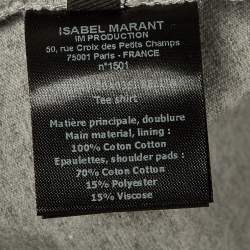 ISABEL MARANT
IM PRODUCTION
50, rue Croix des Petits Champs
75001 Paris - FRANCE
n°1501
Tee shirt
Matière principale, doublure
Main material, lining :
100% Coton Cotton
Epaulettes, shoulder pads :
70% Coton Cotton
15% Polyester
15% Viscose